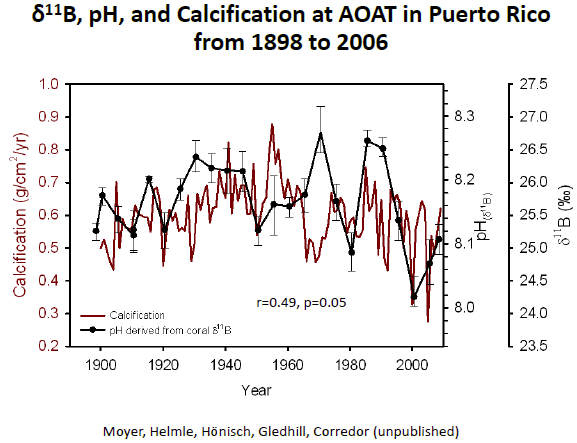 δ¹¹B, pH, and Calcification at AOAT in Puerto Rico
from 1898 to 2006
Calcification (g/cm²/yr)
1.0
0.9
0.8
0.7
0.6
0.5
0.4
0.3
0.2
8.3
8.2
8.1
8.0
pH(δ¹¹B)
27.5
27.0
26.5
26.0
25.5
25.0
24.5
24.0
23.5
δ¹¹B (‰)
r=0.49, p=0.05
Calcification
pH derived from coral δ¹¹B
1900 1920 1940 1960 1980 2000
Year
Moyer, Helmle, Hönisch, Gledhill, Corredor (unpublished)